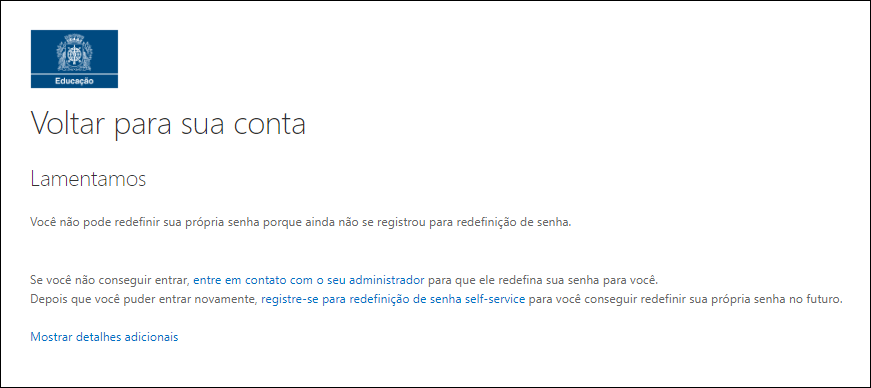 Educação
Voltar para sua conta
Lamentamos
Você não pode redefinir sua própria senha porque ainda não se registrou para redefinição de senha.
Se você não conseguir entrar, entre em contato com o seu administrador para que ele redefina sua senha para você.
Depois que você puder entrar novamente, registre-se para redefinição de senha self-service para você conseguir redefinir sua própria senha no futuro.
Mostrar detalhes adicionais